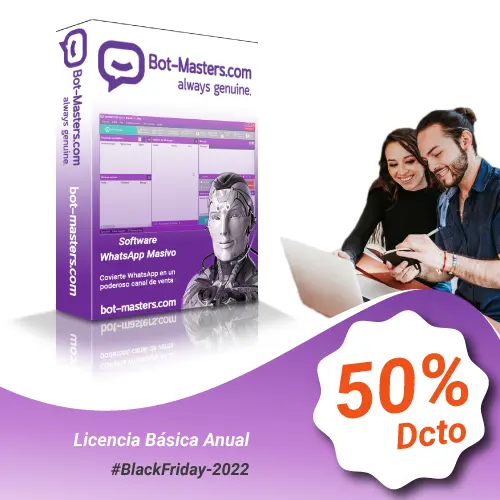 Bot-Masters.com
always genuine.
bot-masters.com
Bot-Masters.com
always genuine.
Software
WhatsApp Masivo
Covierte WhatsApp en un
poderoso canal de venta
bot-masters.com
50%
Dcto
Licencia Básica Anual
#BlackFriday-2022